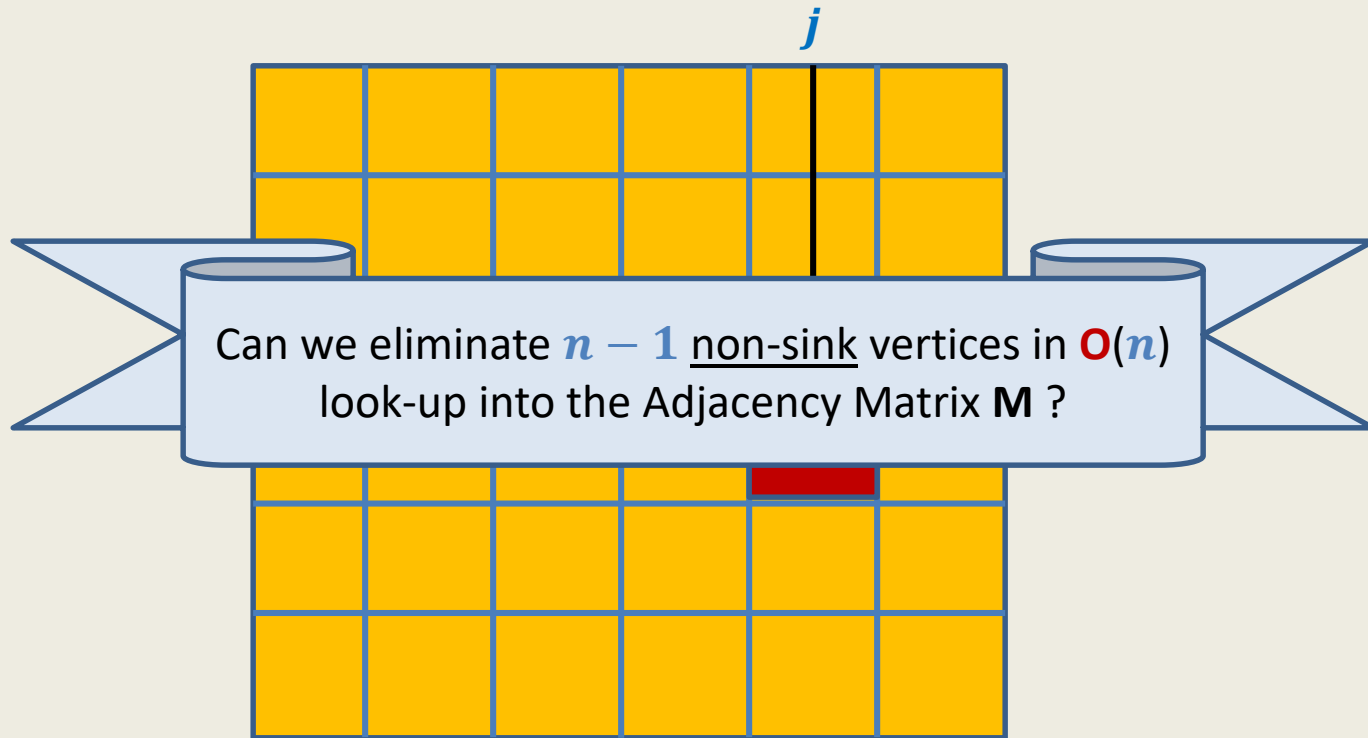 j
Can we eliminate n − 1 non-sink vertices in O(n)
look-up into the Adjacency Matrix M ?